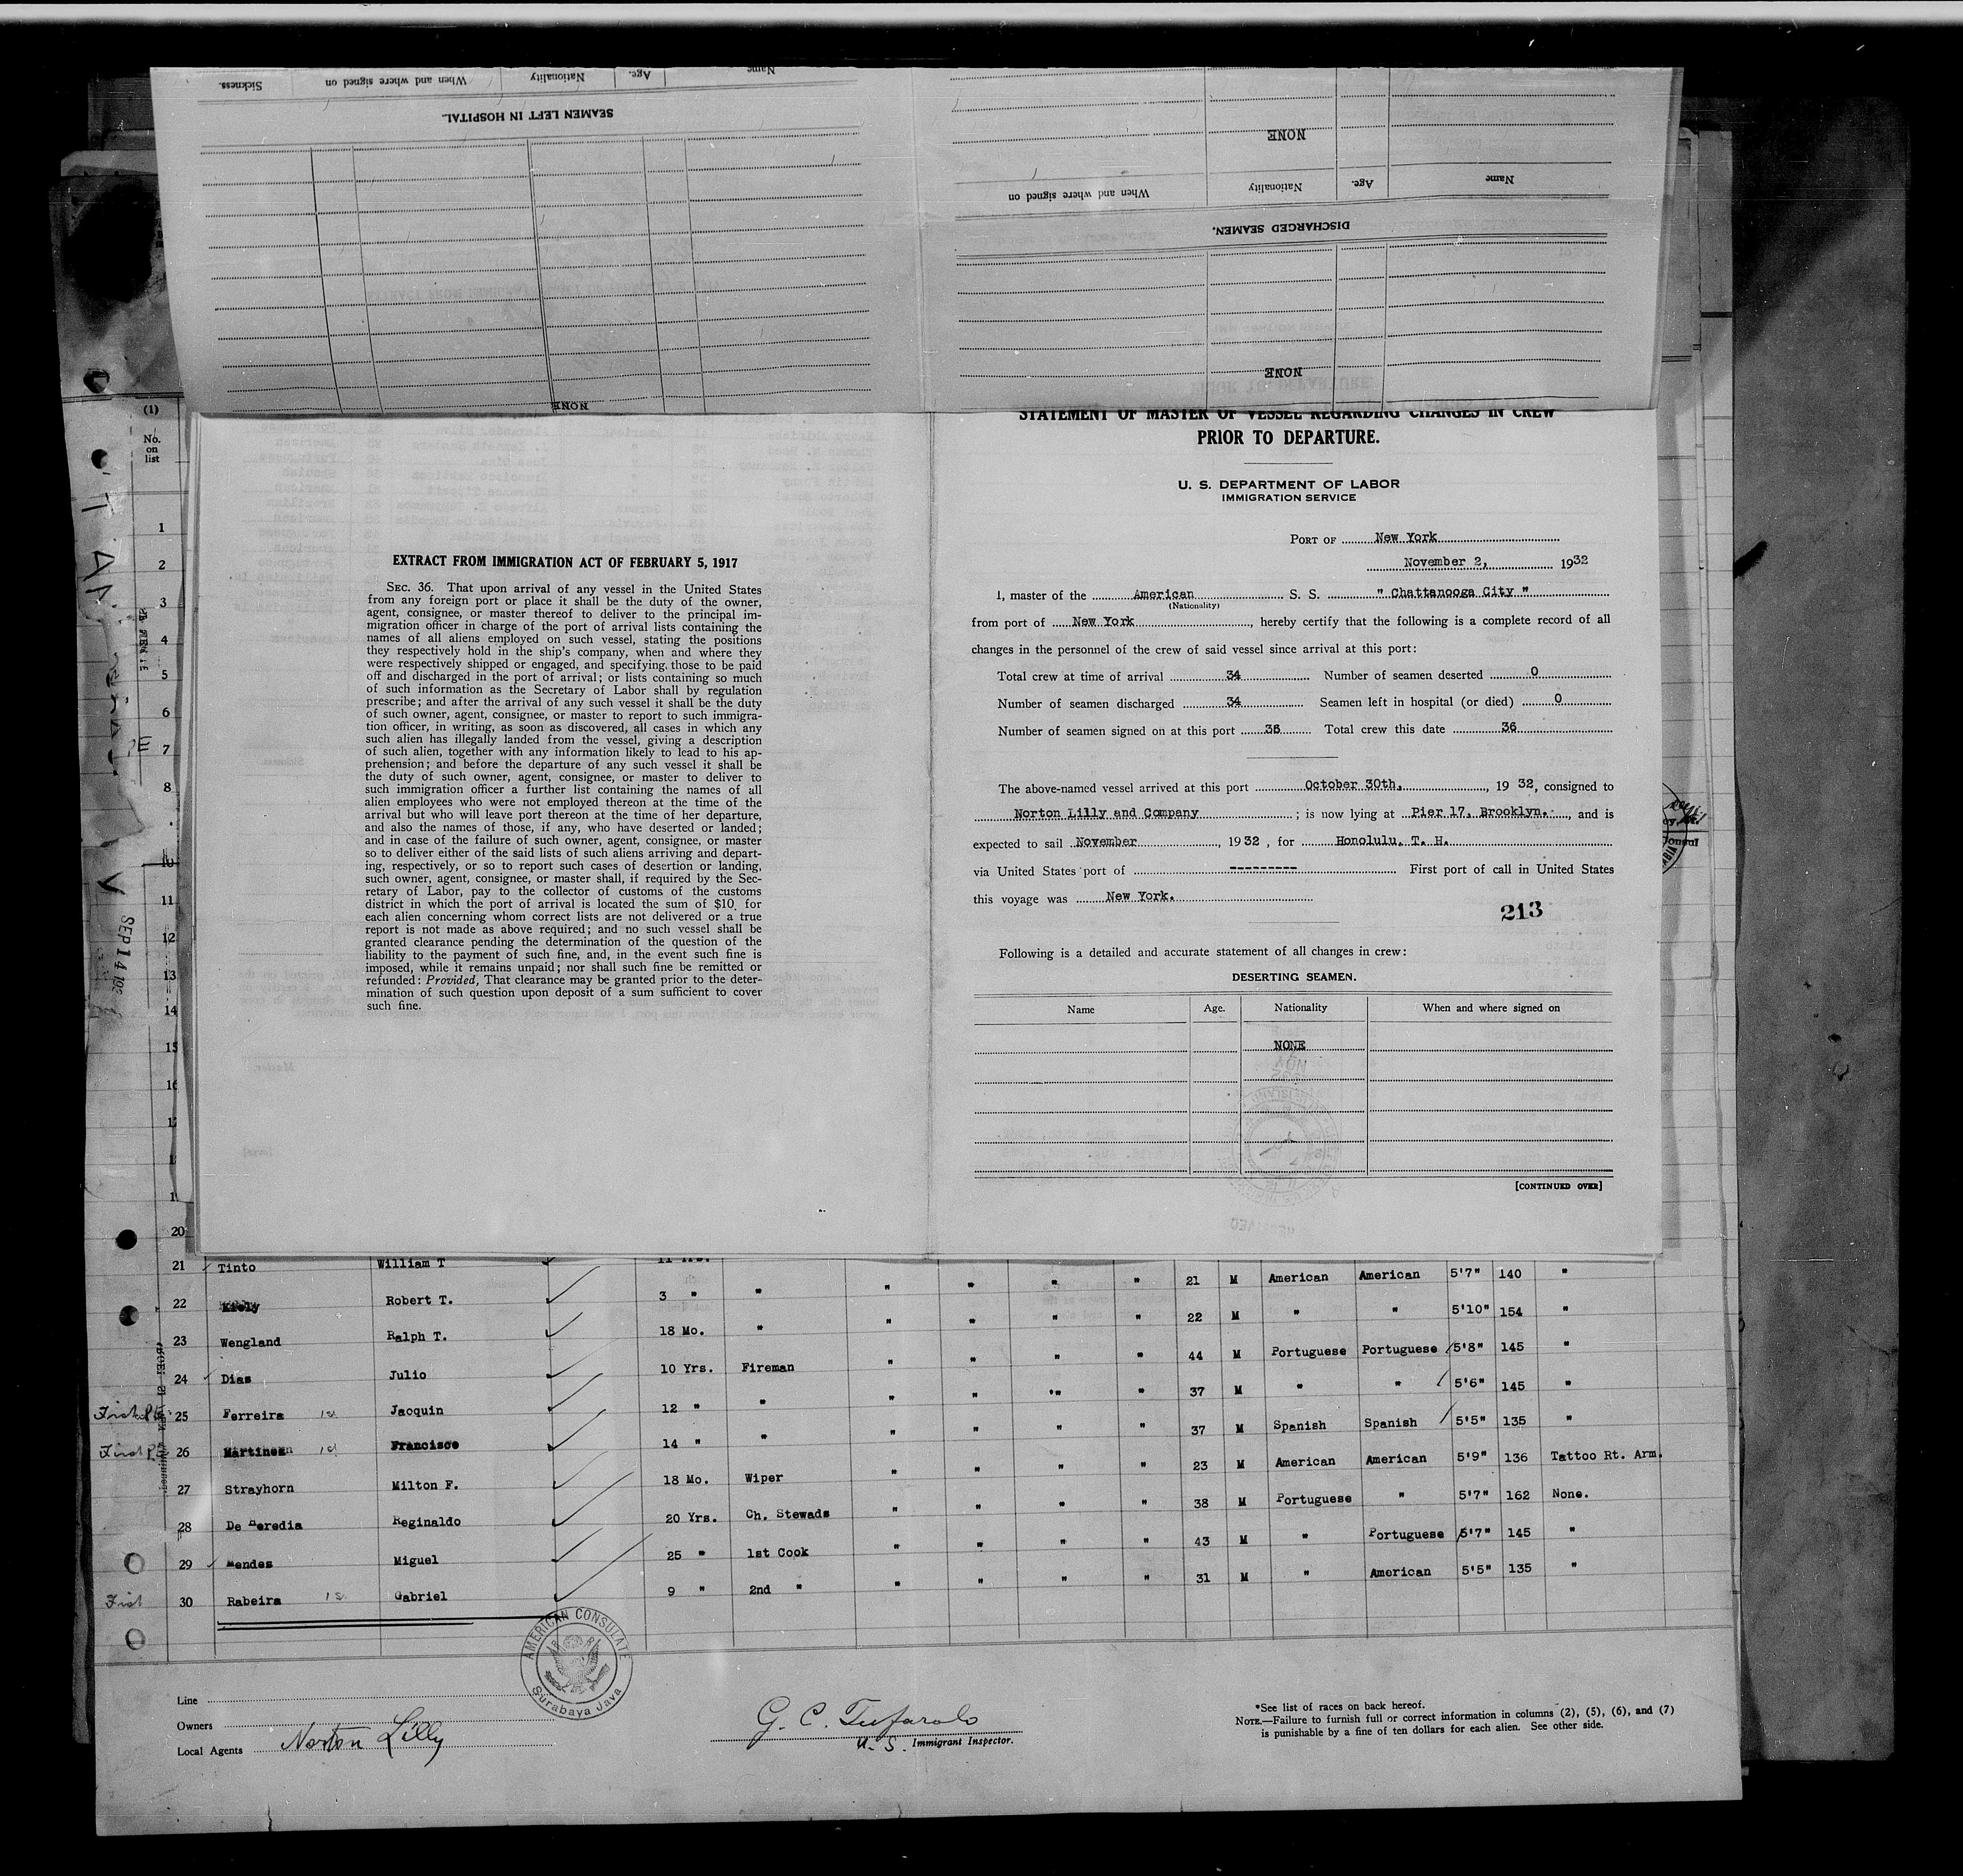 Sickness.
When and where signed on
Nationality
Age.
Name
SEAMEN LEFT IN HOSPITAL.
NONE
NONE
Name
Age.
Nationality
When and where signed on
DISCHARGED SEAMEN.
NONE
STATEMENT OF MASTER OF VESSEL REGARDING CHANGES IN CREW
PRIOR TO DEPARTURE.
U. S. DEPARTMENT OF LABOR
IMMIGRATION SERVICE
PORT OF New York
November 2, 1932
I, master of the American S. S. " Chattanooga City "
(Nationality)
from port of New York, hereby certify that the following is a complete record of all
changes in the personnel of the crew of said vessel since arrival at this port:
Total crew at time of arrival 34 Number of seamen deserted 0
Number of seamen discharged 34 Seamen left in hospital (or died) 0
Number of seamen signed on at this port 36 Total crew this date 36
The above-named vessel arrived at this port October 30th, 19 32, consigned to
Norton Lilly and Company; is now lying at Pier 17, Brooklyn., and is
expected to sail November, 1932, for Honolulu, T. H.
via United States port of --------- First port of call in United States
this voyage was New York.
213
Following is a detailed and accurate statement of all changes in crew:
DESERTING SEAMEN.
Name Age. Nationality When and where signed on
NONE
[CONTINUED OVER]
EXTRACT FROM IMMIGRATION ACT OF FEBRUARY 5, 1917
SEC. 36. That upon arrival of any vessel in the United States
from any foreign port or place it shall be the duty of the owner,
agent, consignee, or master thereof to deliver to the principal im-
migration officer in charge of the port of arrival lists containing the
names of all aliens employed on such vessel, stating the positions
they respectively hold in the ship's company, when and where they
were respectively shipped or engaged, and specifying those to be paid
off and discharged in the port of arrival; or lists containing so much
of such information as the Secretary of Labor shall by regulation
prescribe; and after the arrival of any such vessel it shall be the duty
of such owner, agent, consignee, or master to report to such immigra-
tion officer, in writing, as soon as discovered, all cases in which any
such alien has illegally landed from the vessel, giving a description
of such alien, together with any information likely to lead to his ap-
prehension; and before the departure of any such vessel it shall be
the duty of such owner, agent, consignee, or master to deliver to
such immigration officer a further list containing the names of all
alien employees who were not employed thereon at the time of the
arrival but who will leave port thereon at the time of her departure,
and also the names of those, if any, who have deserted or landed;
and in case of the failure of such owner, agent, consignee, or master
so to deliver either of the said lists of such aliens arriving and depart-
ing, respectively, or so to report such cases of desertion or landing,
such owner, agent, consignee, or master shall, if required by the Sec-
retary of Labor, pay to the collector of customs of the customs
district in which the port of arrival is located the sum of $10 for
each alien concerning whom correct lists are not delivered or a true
report is not made as above required; and no such vessel shall be
granted clearance pending the determination of the question of the
liability to the payment of such fine, and, in the event such fine is
imposed, while it remains unpaid; nor shall such fine be remitted or
refunded: Provided, That clearance may be granted prior to the deter-
mination of such question upon deposit of a sum sufficient to cover
such fine.
(1)
No.
on
list
1
2
3
4
5
6
7
8
9
10
11
12
13
14
15
16
20
SEP 14
21 Tinto William T 11 Yrs.
22 Kiely Robert T. 3 " " " " " " 21 M American American 5'7" 140 "
23 Wengland Ralph T. 18 Mo. " " " " " 22 M " " 5'10" 154 "
24 Dias Julio 10 Yrs. Fireman " " " " 44 M Portuguese Portuguese 5'8" 145 "
25 Ferreira Jacquin 12 " " " " " " 37 M " " 5'6" 145 "
26 Martinez Francisco 14 " " " " " " 37 M Spanish Spanish 5'5" 135 "
27 Strayhorn Milton F. 18 Mo. Wiper " " " " 23 M American American 5'9" 136 Tattoo Rt. Arm.
28 De Heredia Reginaldo 20 Yrs. Ch. Stewads " " " " 38 M Portuguese " 5'7" 162 None.
29 Mendes Miguel 25 " 1st Cook " " " " 43 M " Portuguese 5'7" 145 "
30 Rabeira Gabriel 9 " 2nd " " " " " 31 M " American 5'5" 135 "
AMERICAN CONSULATE
Surabaya Java
Line
Owners
Local Agents Norton Lilly
G. C. Tufarolo
U. S. Immigrant Inspector.
*See list of races on back hereof.
NOTE.—Failure to furnish full or correct information in columns (2), (5), (6), and (7)
is punishable by a fine of ten dollars for each alien. See other side.